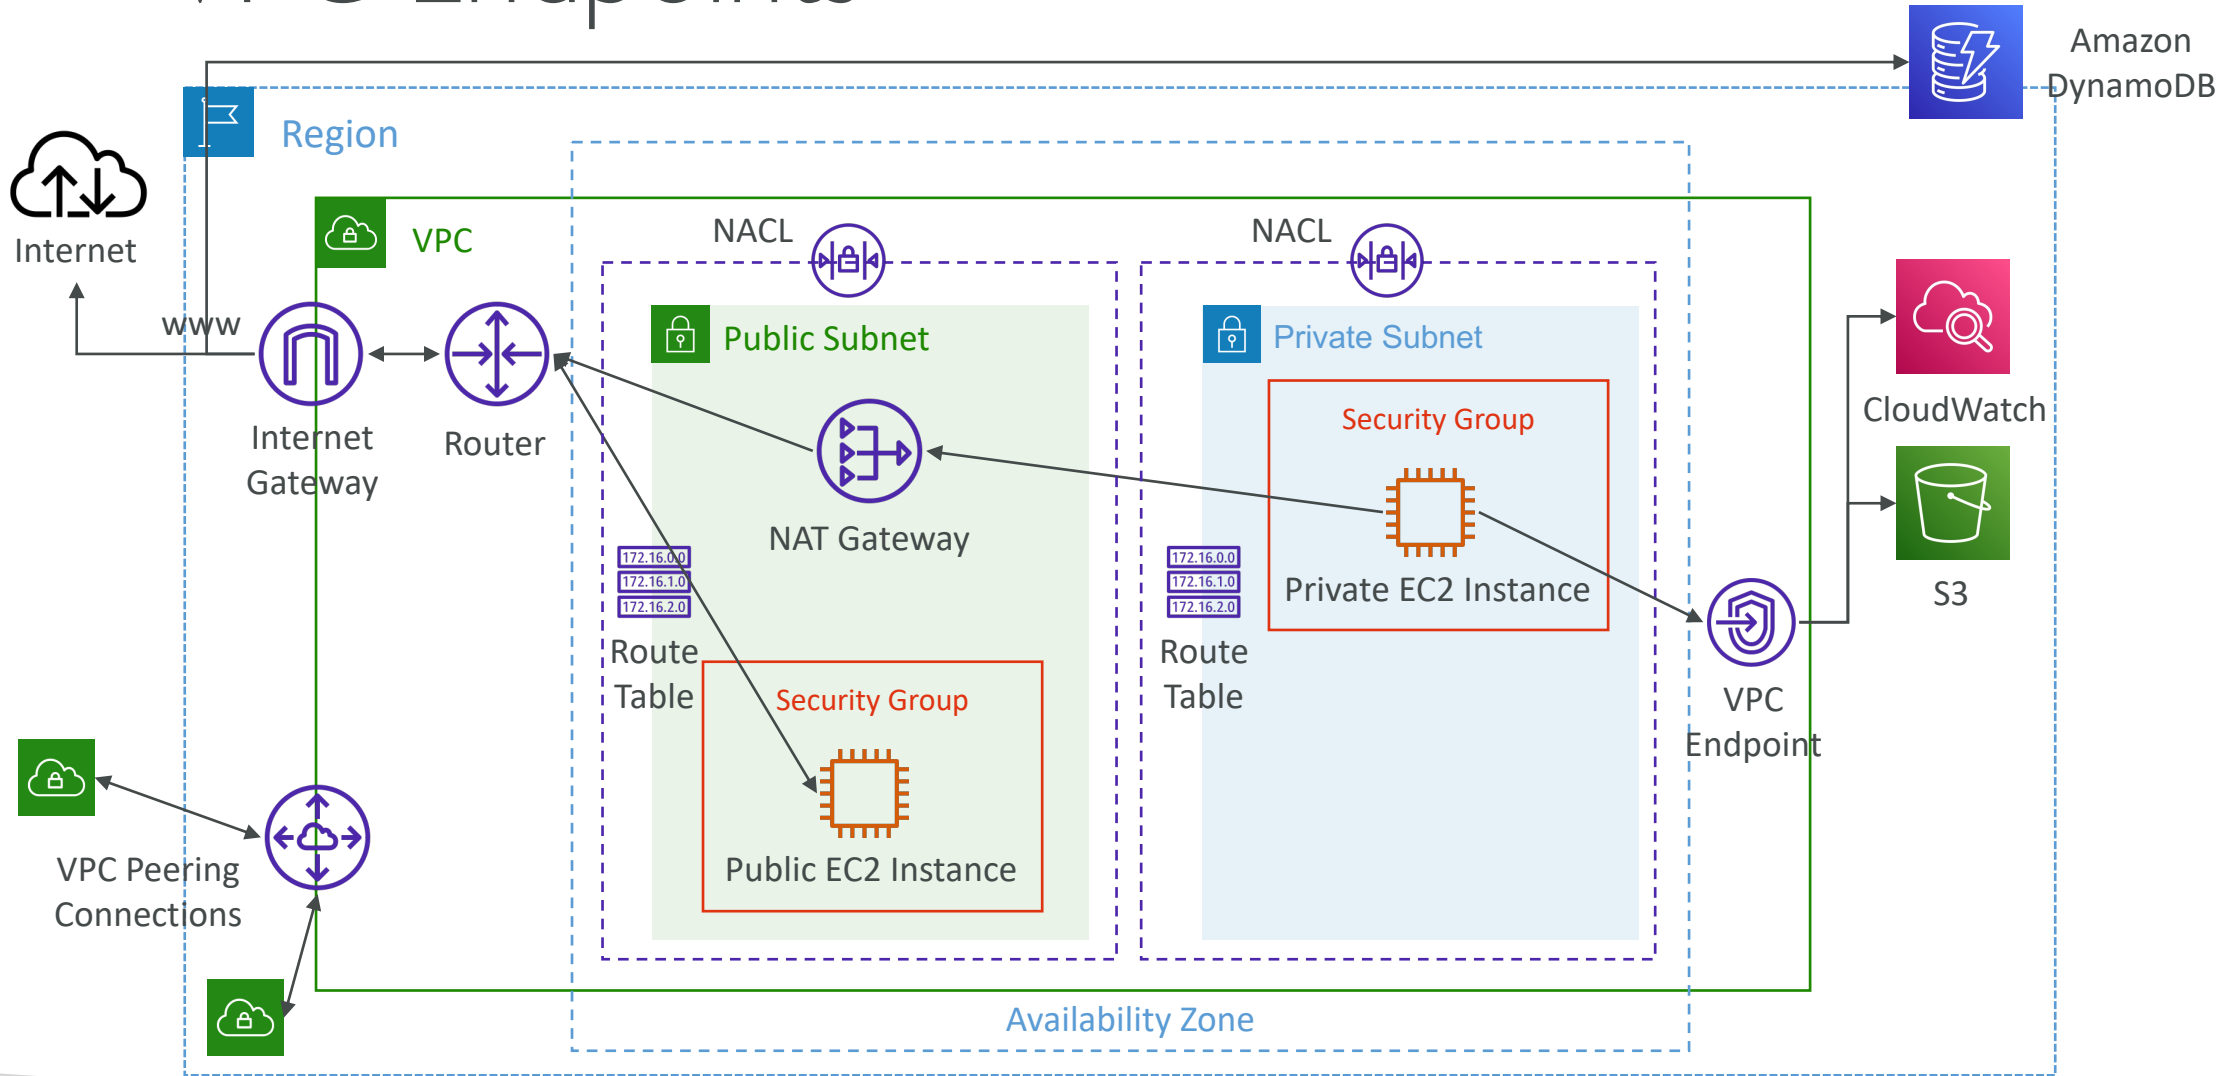 VPC Endpoints
Amazon
DynamoDB
Region
Internet
VPC
NACL
NACL
www
Public Subnet
Private Subnet
Internet
Gateway
Router
NAT Gateway
Security Group
Private EC2 Instance
CloudWatch
S3
172.16.0.0
172.16.1.0
172.16.2.0
Route
Table
172.16.0.0
172.16.1.0
172.16.2.0
Route
Table
Security Group
Public EC2 Instance
VPC
Endpoint
VPC Peering
Connections
Availability Zone